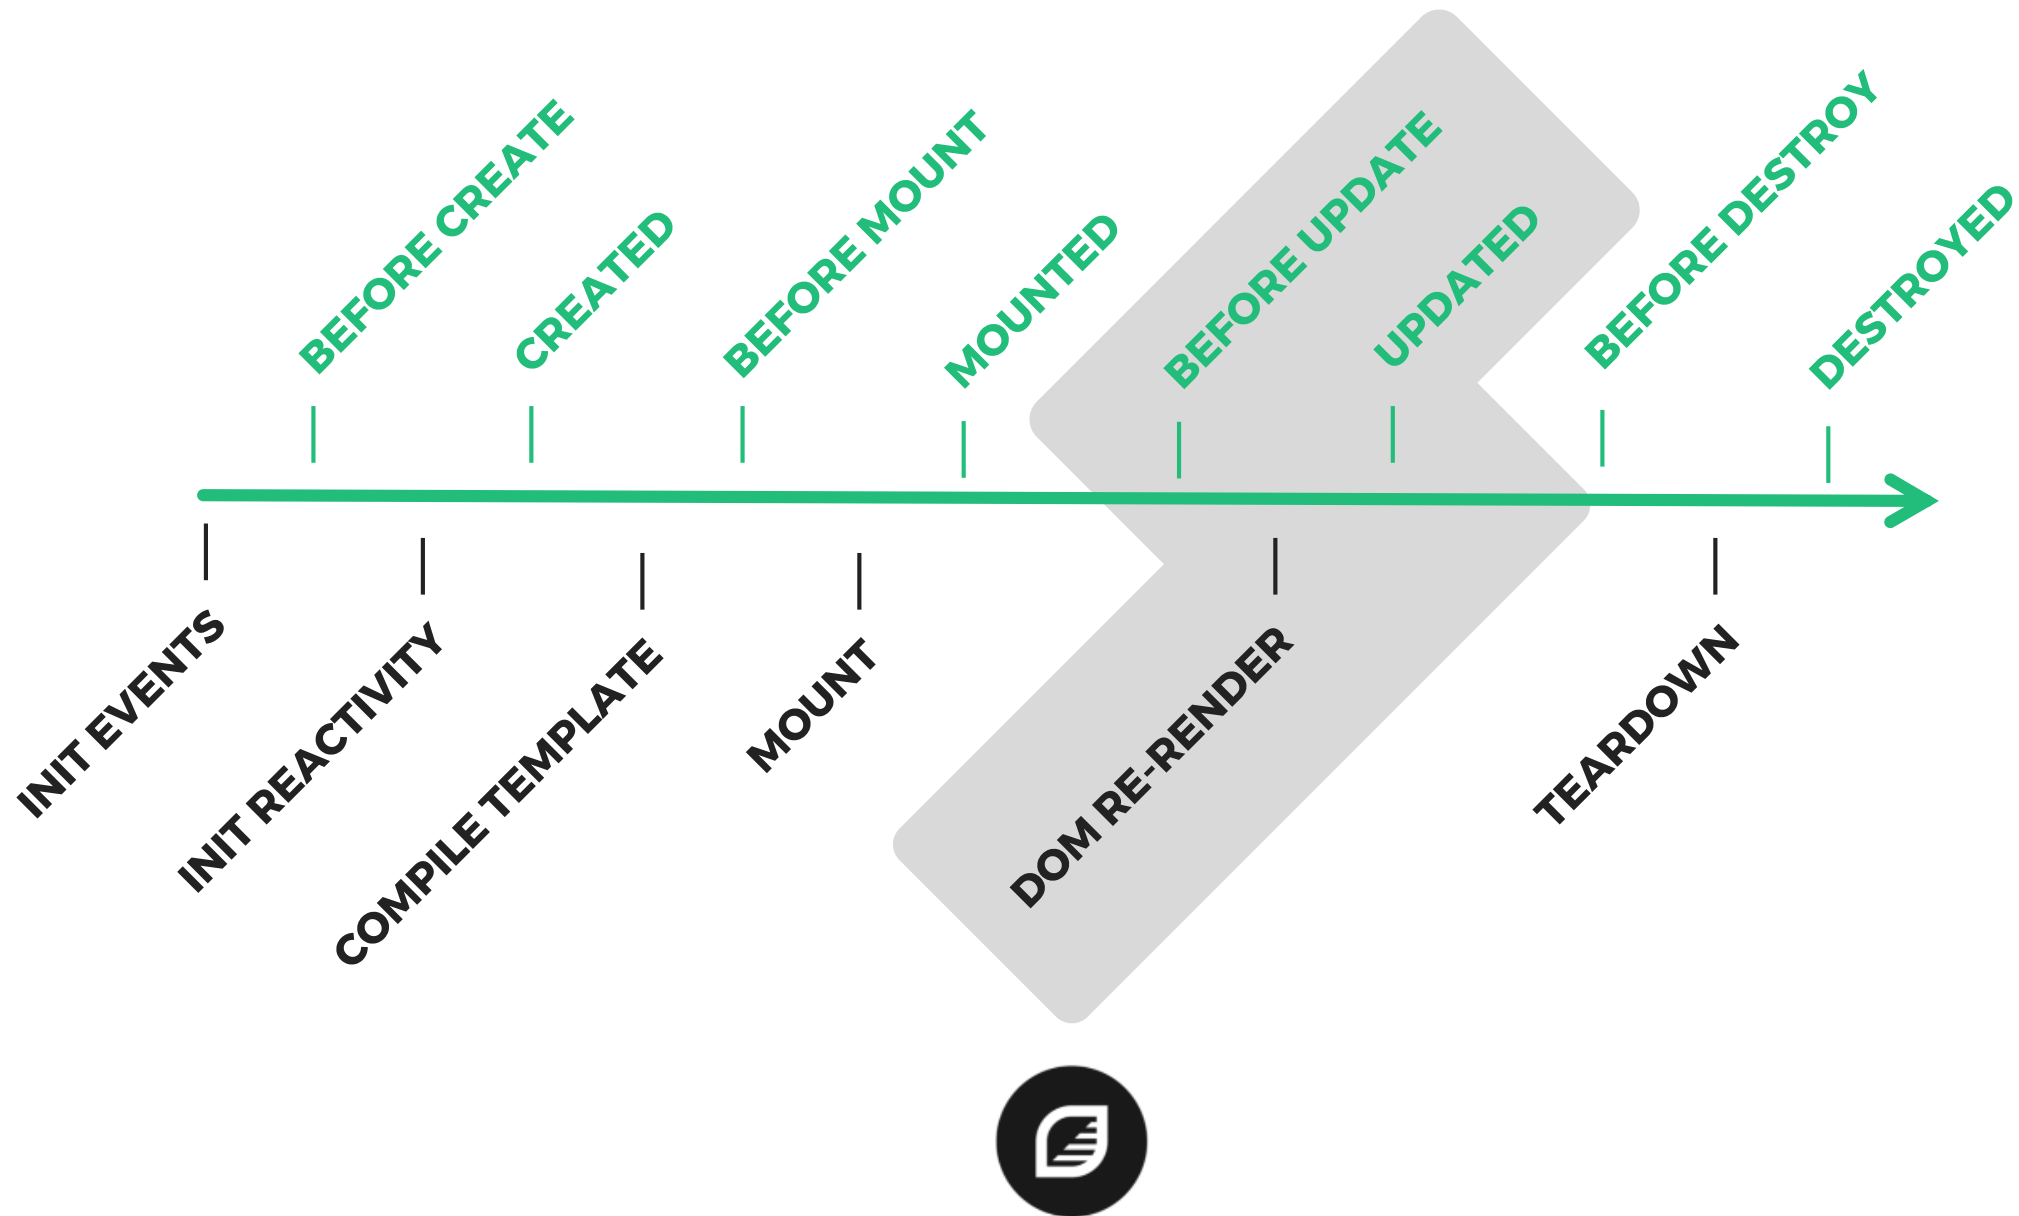 BEFORE CREATE
CREATED
BEFORE MOUNT
MOUNTED
BEFORE UPDATE
UPDATED
BEFORE DESTROY
DESTROYED
INIT EVENTS
INIT REACTIVITY
COMPILE TEMPLATE
MOUNT
DOM RE-RENDER
TEARDOWN